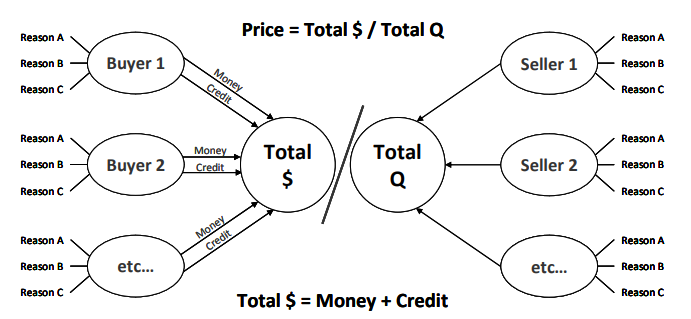 Price = Total $ / Total Q
Reason A
Reason B
Reason C
Buyer 1
Money
Credit
Reason A
Reason B
Reason C
Buyer 2
Money
Credit
Reason A
Reason B
Reason C
etc...
Money
Credit
Total
$
/
Total
Q
Seller 1
Reason A
Reason B
Reason C
Seller 2
Reason A
Reason B
Reason C
etc...
Reason A
Reason B
Reason C
Total $ = Money + Credit